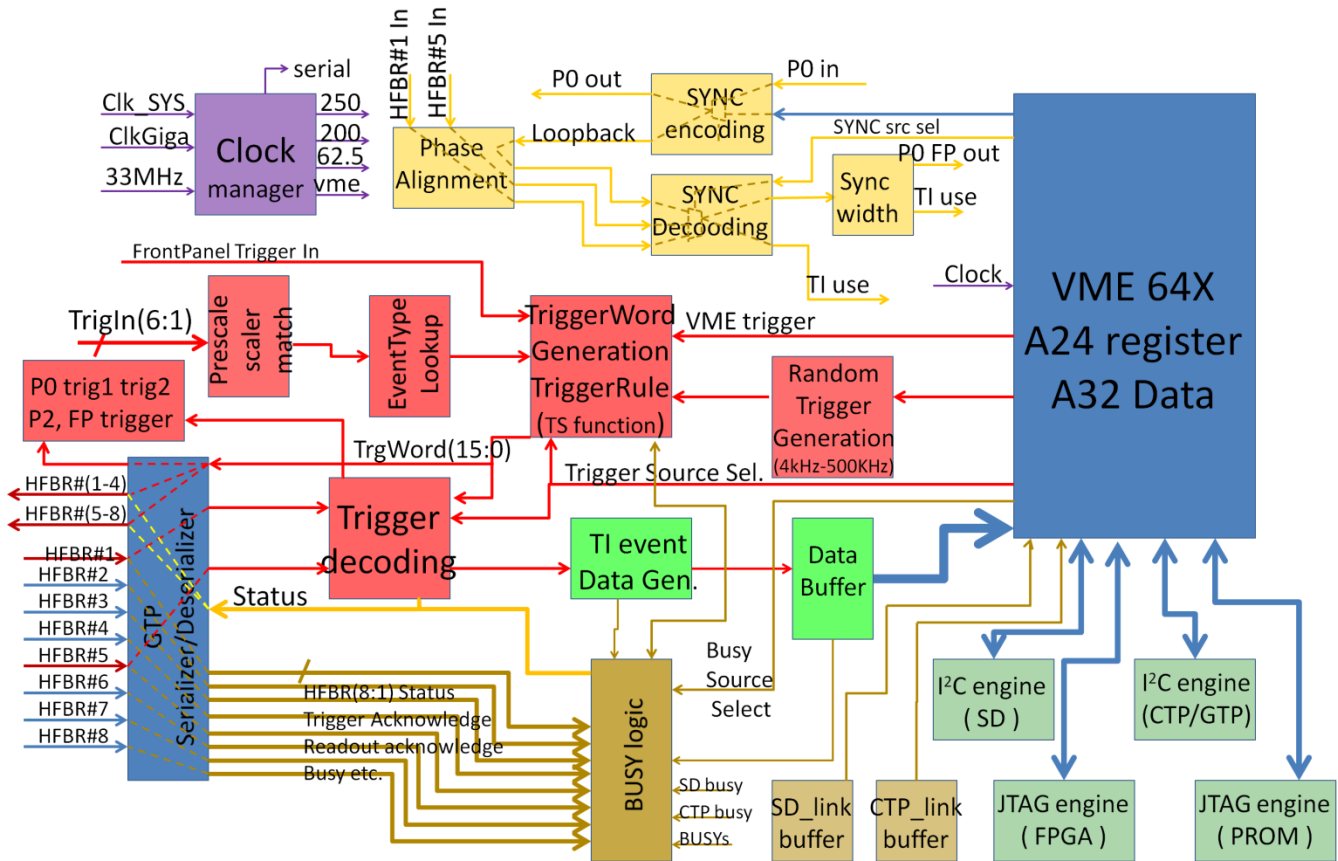 HFBR#1 In
HFBR#5 In
serial
Clk_SYS
ClkGiga
33MHz
Clock
manager
250
200
62.5
vme
Phase
Alignment
P0 out
Loopback
SYNC
encoding
P0 in
SYNC src sel
SYNC
Decooding
Sync
width
P0 FP out
TI use
TI use
Clock
VME 64X
A24 register
A32 Data
FrontPanel Trigger In
TrigIn(6:1)
Prescale
scaler
match
EventType
Lookup
TriggerWord
Generation
TriggerRule
(TS function)
VME trigger
Random
Trigger
Generation
(4kHz-500KHz)
P0 trig1 trig2
P2, FP trigger
TrgWord(15:0)
Trigger Source Sel.
HFBR#(1-4)
HFBR#(5-8)
HFBR#1
HFBR#2
HFBR#3
HFBR#4
HFBR#5
HFBR#6
HFBR#7
HFBR#8
GTP
Serializer/Deserializer
Trigger
decoding
Status
TI event
Data Gen.
Data
Buffer
HFBR(8:1) Status
Trigger Acknowledge
Readout acknowledge
Busy etc.
BUSY logic
Busy
Source
Select
SD busy
CTP busy
BUSYs
SD_link
buffer
CTP_link
buffer
I²C engine
( SD )
I²C engine
(CTP/GTP)
JTAG engine
( FPGA )
JTAG engine
( PROM )